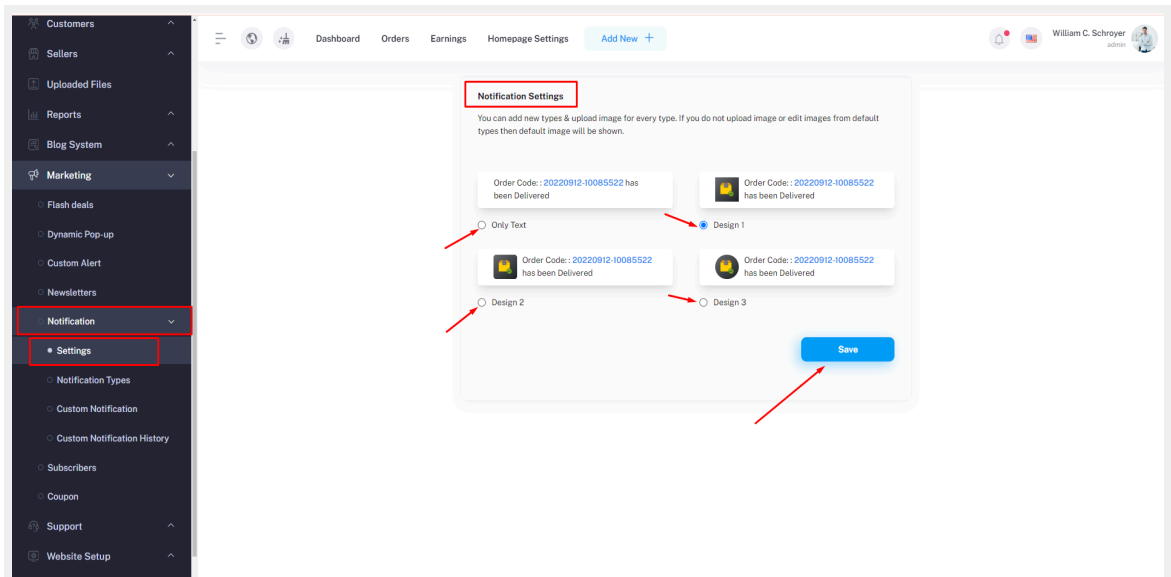 Customers
Sellers
Uploaded Files
Reports
Blog System
Marketing
Flash deals
Dynamic Pop-up
Custom Alert
Newsletters
Notification
Settings
Notification Types
Custom Notification
Custom Notification History
Subscribers
Coupon
Support
Website Setup
Dashboard Orders Earnings Homepage Settings Add New +
William C. Schroyer
admin
Notification Settings
You can add new types & upload image for every type. If you do not upload image or edit images from default
types then default image will be shown.
Order Code: : 20220912-10085522 has
been Delivered
Only Text
Order Code: : 20220912-10085522
has been Delivered
Design 1
Order Code: : 20220912-10085522
has been Delivered
Design 2
Order Code: : 20220912-10085522
has been Delivered
Design 3
Save